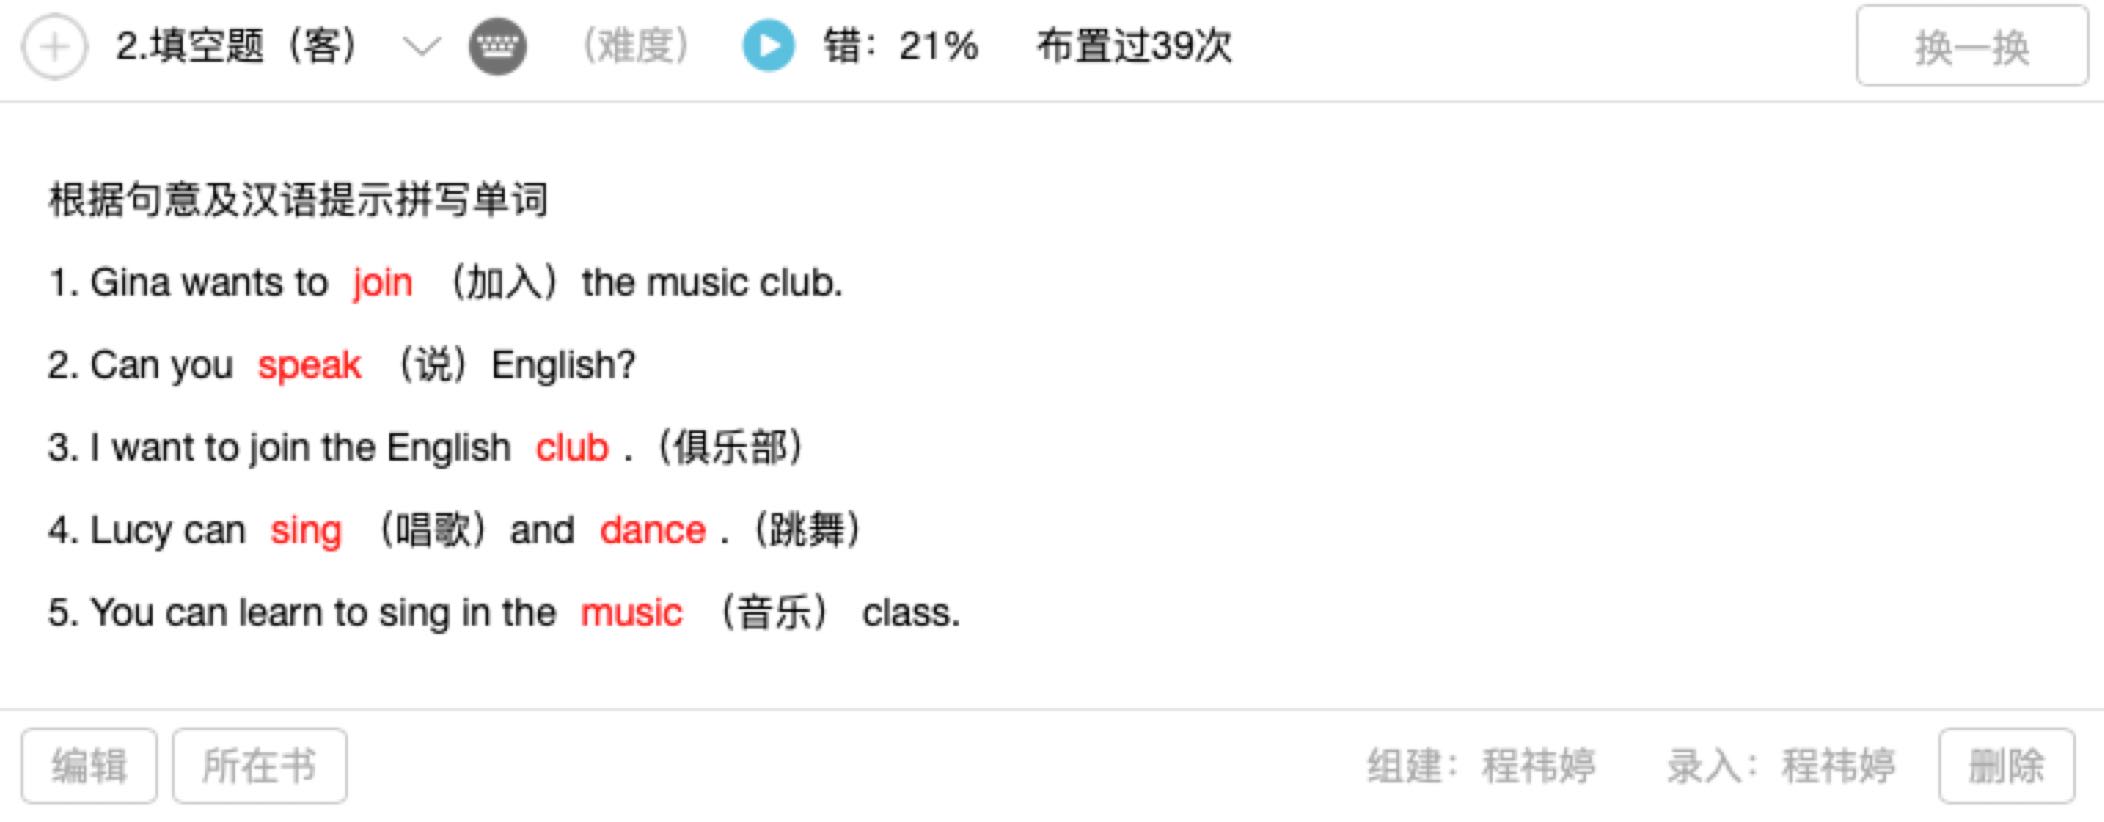 2.填空题（客） （难度） 错：21% 布置过39次 换一换
根据句意及汉语提示拼写单词
1. Gina wants to join （加入）the music club.
2. Can you speak （说）English?
3. I want to join the English club .（俱乐部）
4. Lucy can sing （唱歌）and dance .（跳舞）
5. You can learn to sing in the music （音乐） class.
编辑 所在书 组建：程祎婷 录入：程祎婷 删除